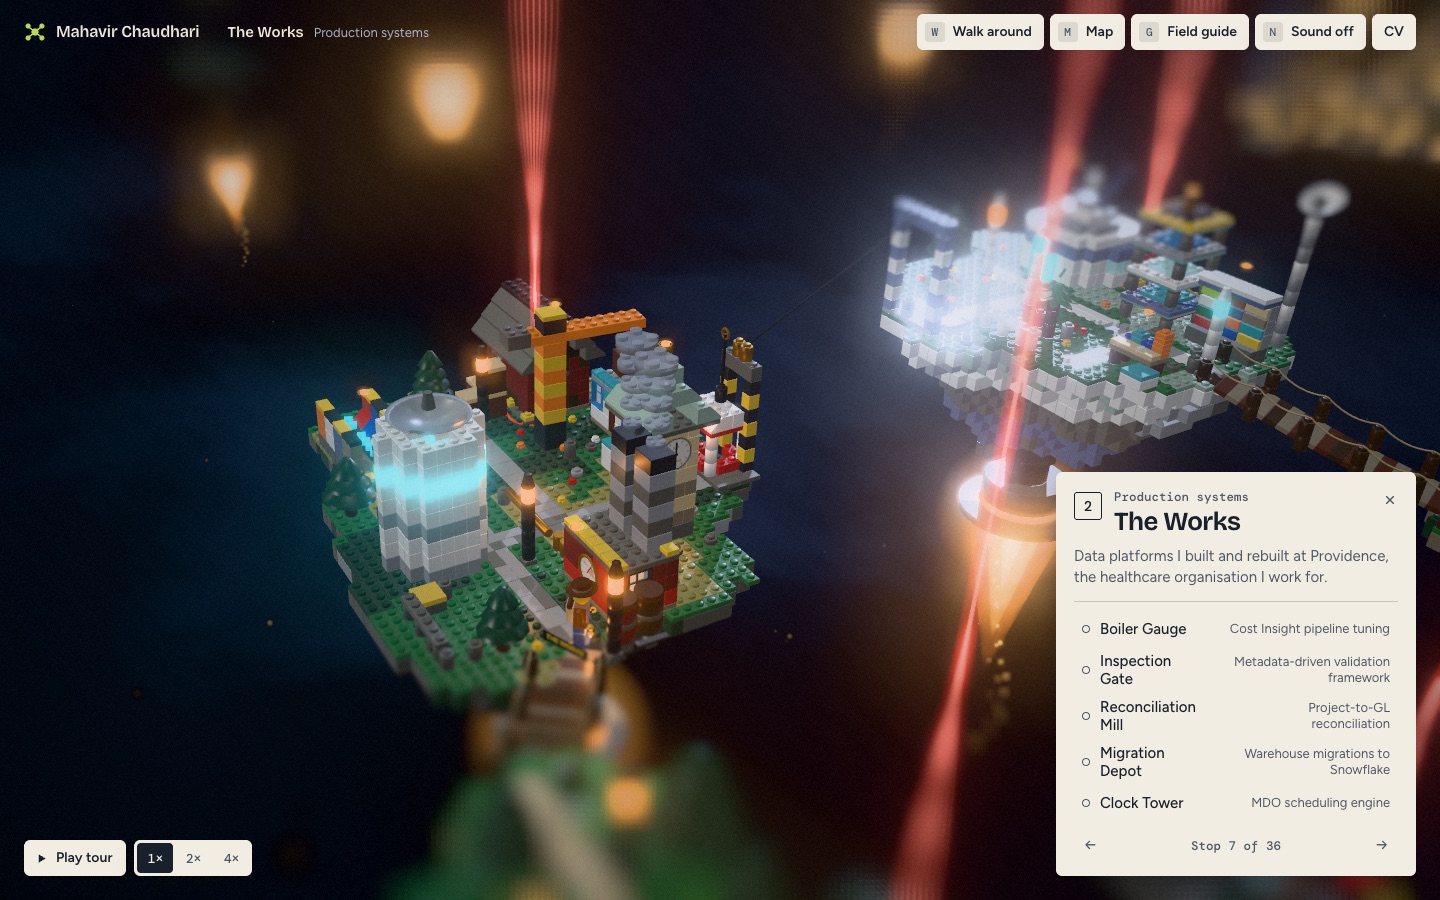 Mahavir Chaudhari
The Works Production systems
W Walk around
M Map
G Field guide
N Sound off
CV
2
Production systems
The Works
×
Data platforms I built and rebuilt at Providence,
the healthcare organisation I work for.
Boiler Gauge Cost Insight pipeline tuning
Inspection
Gate
Metadata-driven validation
framework
Reconciliation
Mill
Project-to-GL
reconciliation
Migration
Depot
Warehouse migrations to
Snowflake
Clock Tower MDO scheduling engine
← Stop 7 of 36 →
Play tour
1× 2× 4×